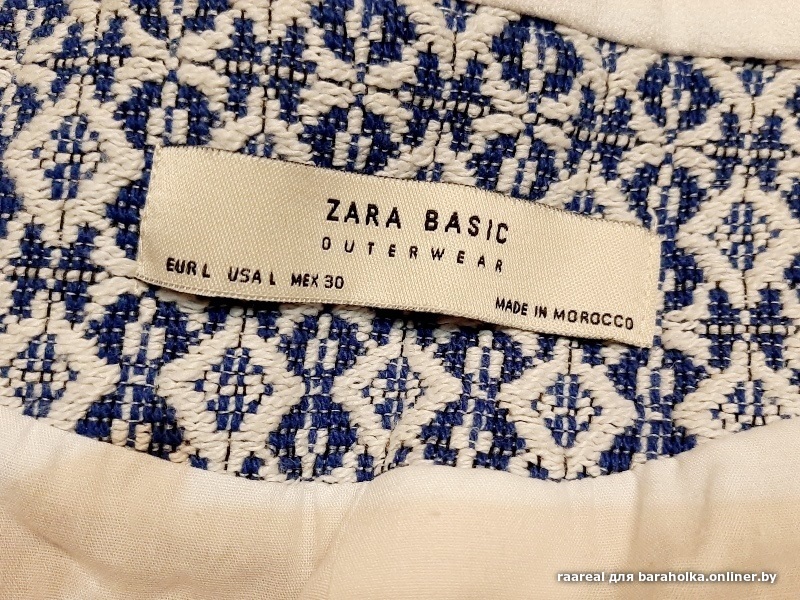 ZARA BASIC
OUTERWEAR
EUR L USA L MEX 30
MADE IN MOROCCO
raareal для baraholka.onliner.by